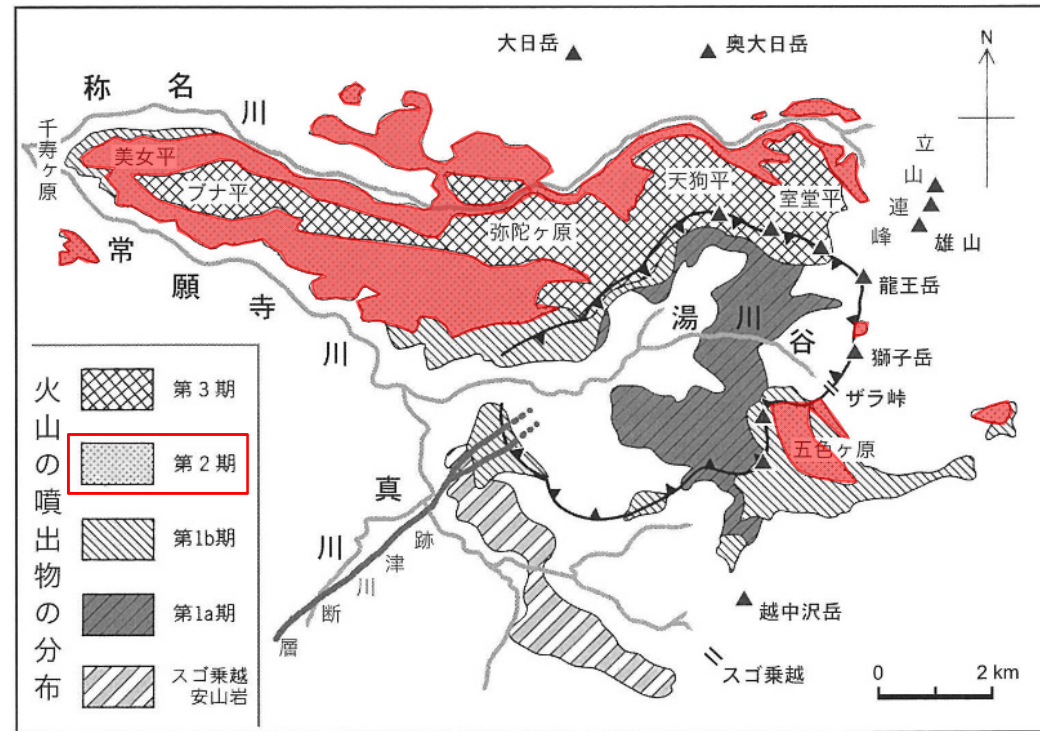 大日岳
奥大日岳
N
称名川
千寿ヶ原
美女平
ブナ平
弥陀ヶ原
天狗平
室堂平
立山連峰
雄山
龍王岳
獅子岳
ザラ峠
五色ヶ原
湯川谷
常願寺川
真川
跡津川断層
越中沢岳
スゴ乗越
0 2 km
火山の噴出物の分布
第3期
第2期
第1b期
第1a期
スゴ乗越
安山岩